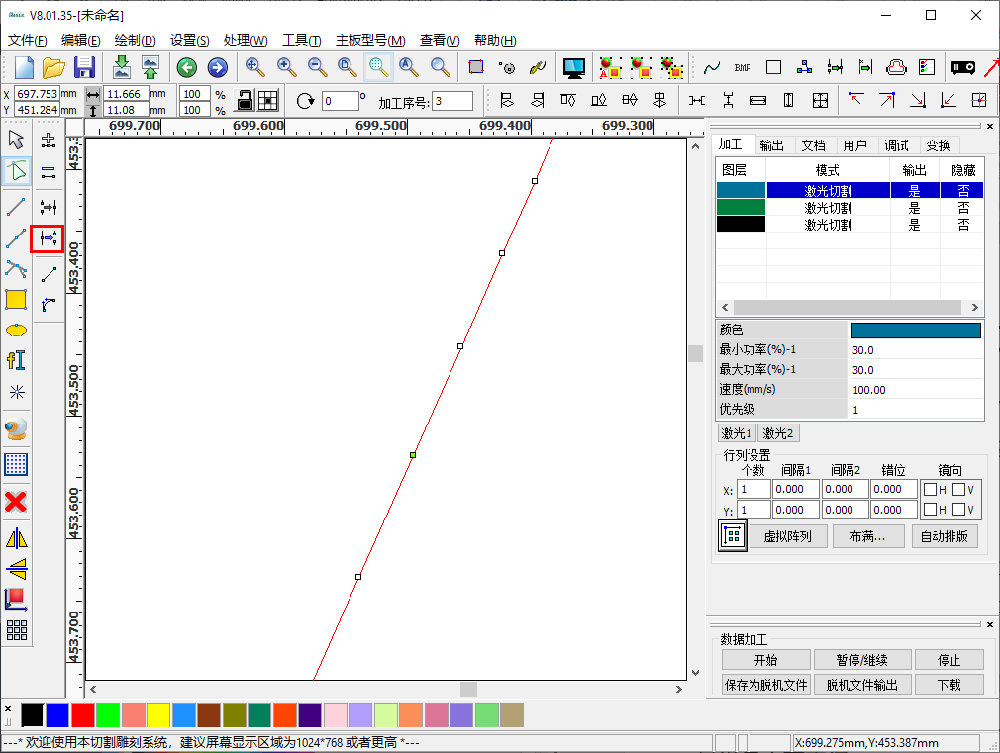 V8.01.35-[未命名]
文件(F) 编辑(E) 绘制(D) 设置(S) 处理(W) 工具(T) 主板型号(M) 查看(V) 帮助(H)
BMP
X 697.753 mm 11.666 mm 100 %
Y 451.284 mm 11.08 mm 100 %
0 ° 加工序号: 3
699.700 699.600 699.500 699.400 699.300
453.3
453.400
453.500
453.600
453.700
加工 输出 文档 用户 调试 变换
图层 模式 输出 隐藏
激光切割 是 否
激光切割 是 否
激光切割 是 否
颜色
最小功率(%)-1 30.0
最大功率(%)-1 30.0
速度(mm/s) 100.00
优先级 1
激光1 激光2
行列设置
个数 间隔1 间隔2 错位 镜向
X: 1 0.000 0.000 0.000 H V
Y: 1 0.000 0.000 0.000 H V
虚拟阵列 布满... 自动排版
数据加工
开始 暂停/继续 停止
保存为脱机文件 脱机文件输出 下载
---* 欢迎使用本切割雕刻系统，建议屏幕显示区域为1024*768 或者更高 *---
X:699.275mm,Y:453.387mm